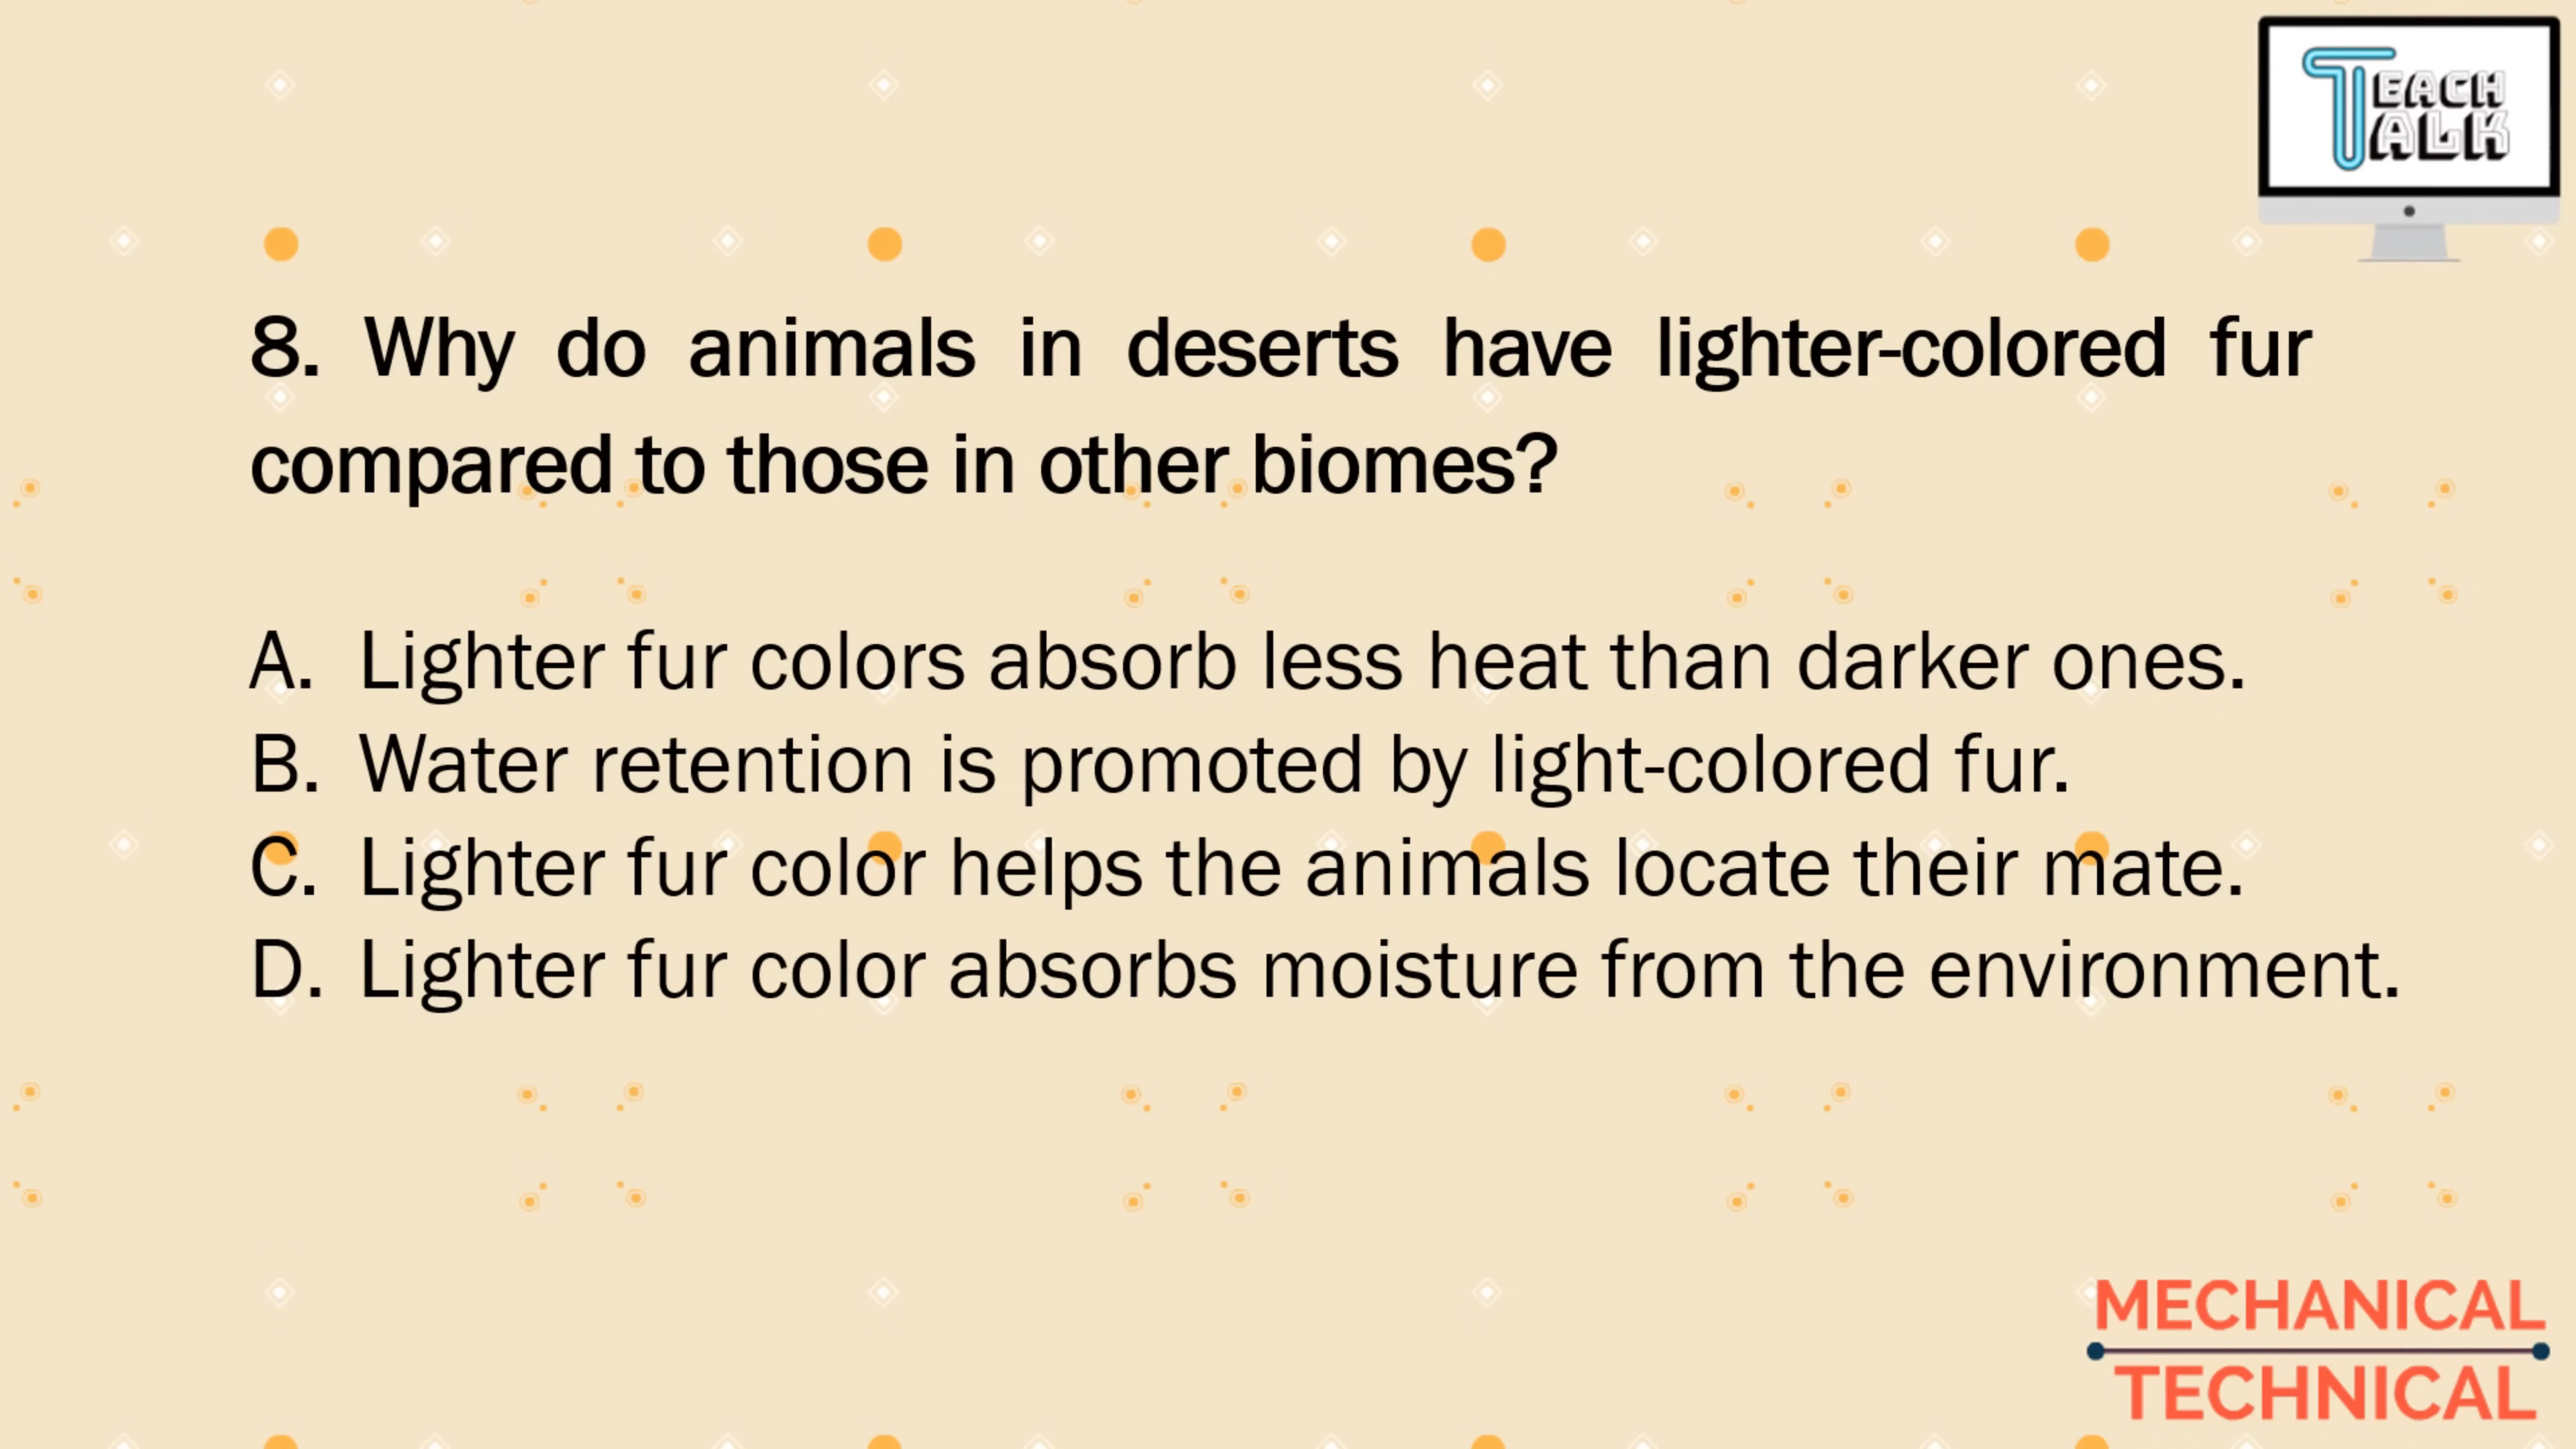 TEACH
TALK
8. Why do animals in deserts have lighter-colored fur
compared to those in other biomes?
A. Lighter fur colors absorb less heat than darker ones.
B. Water retention is promoted by light-colored fur.
C. Lighter fur color helps the animals locate their mate.
D. Lighter fur color absorbs moisture from the environment.
MECHANICAL
TECHNICAL